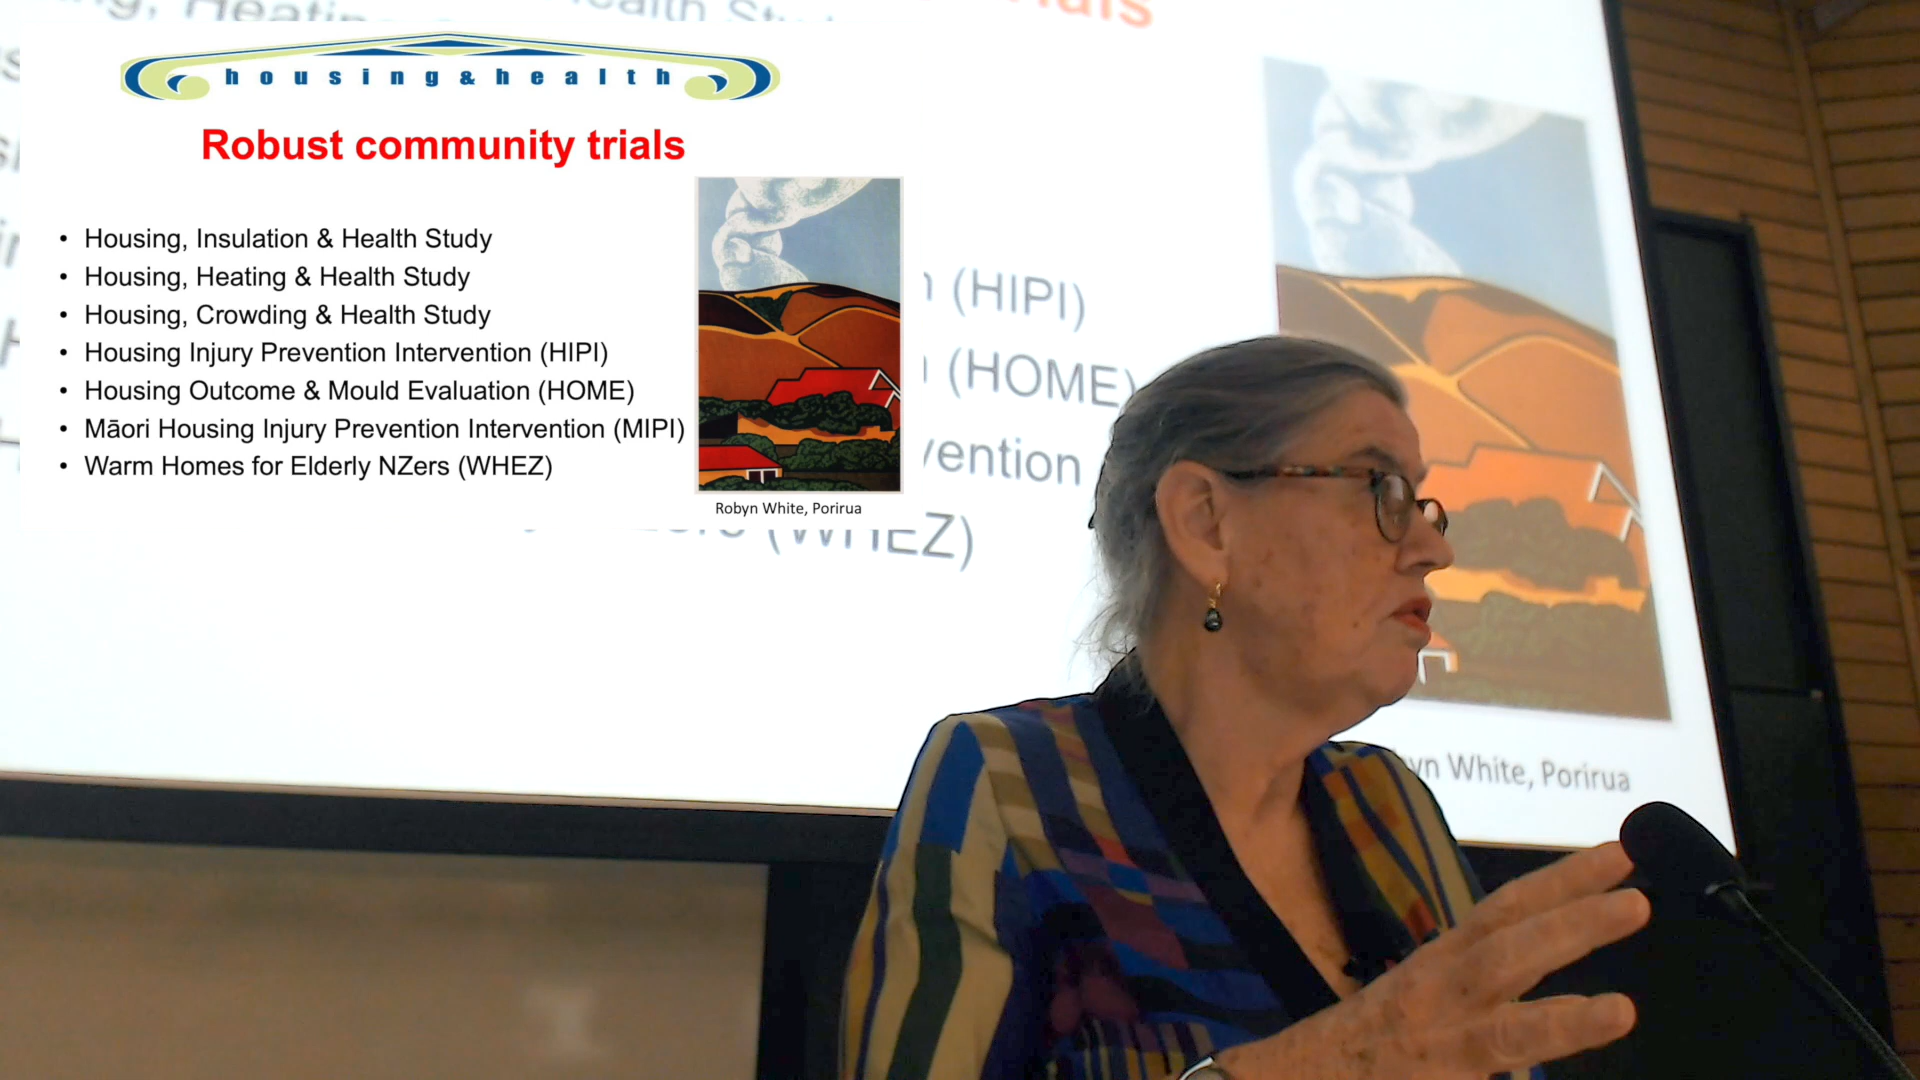 housing&health
Robust community trials
• Housing, Insulation & Health Study
• Housing, Heating & Health Study
• Housing, Crowding & Health Study
• Housing Injury Prevention Intervention (HIPI)
• Housing Outcome & Mould Evaluation (HOME)
• Māori Housing Injury Prevention Intervention (MIPI)
• Warm Homes for Elderly NZers (WHEZ)
Robyn White, Porirua
(HIPI)
(HOME)
(WHEZ)
White, Porirua